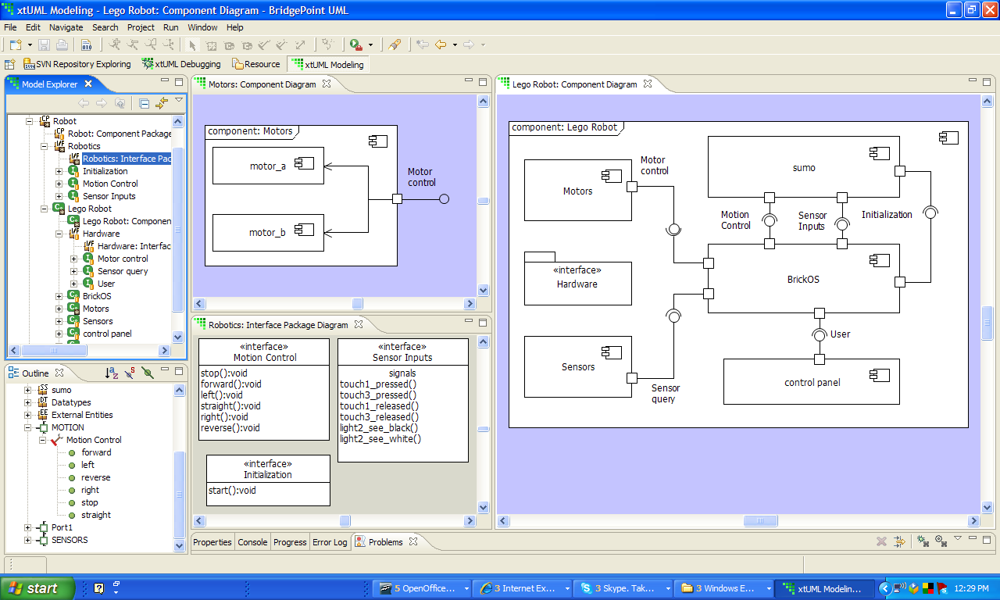 xtUML Modeling - Lego Robot: Component Diagram - BridgePoint UML
File Edit Navigate Search Project Run Window Help
SVN Repository Exploring xtUML Debugging Resource xtUML Modeling
Model Explorer
Robot
Robot: Component Package
Robotics
Robotics: Interface Pac
Initialization
Motion Control
Sensor Inputs
Lego Robot
Lego Robot: Componen
Hardware
Hardware: Interfac
Motor control
Sensor query
User
BrickOS
Motors
Sensors
control panel
Outline
sumo
Datatypes
External Entities
MOTION
Motion Control
forward
left
reverse
right
stop
straight
Port1
SENSORS
Motors: Component Diagram
component: Motors
motor_a
motor_b
Motor
control
Robotics: Interface Package Diagram
«interface»
Motion Control
stop():void
forward():void
left():void
straight():void
right():void
reverse():void
«interface»
Sensor Inputs
signals
touch1_pressed()
touch3_pressed()
touch1_released()
touch3_released()
light2_see_black()
light2_see_white()
«interface»
Initialization
start():void
Lego Robot: Component Diagram
component: Lego Robot
Motors
Motor
control
sumo
Motion
Control
Sensor
Inputs
Initialization
«interface»
Hardware
BrickOS
User
Sensors
Sensor
query
control panel
Properties Console Progress Error Log Problems
start
5 OpenOffice... 3 Internet Ex... 3 Skype. Tak... 3 Windows E... xtUML Modelin...
12:29 PM